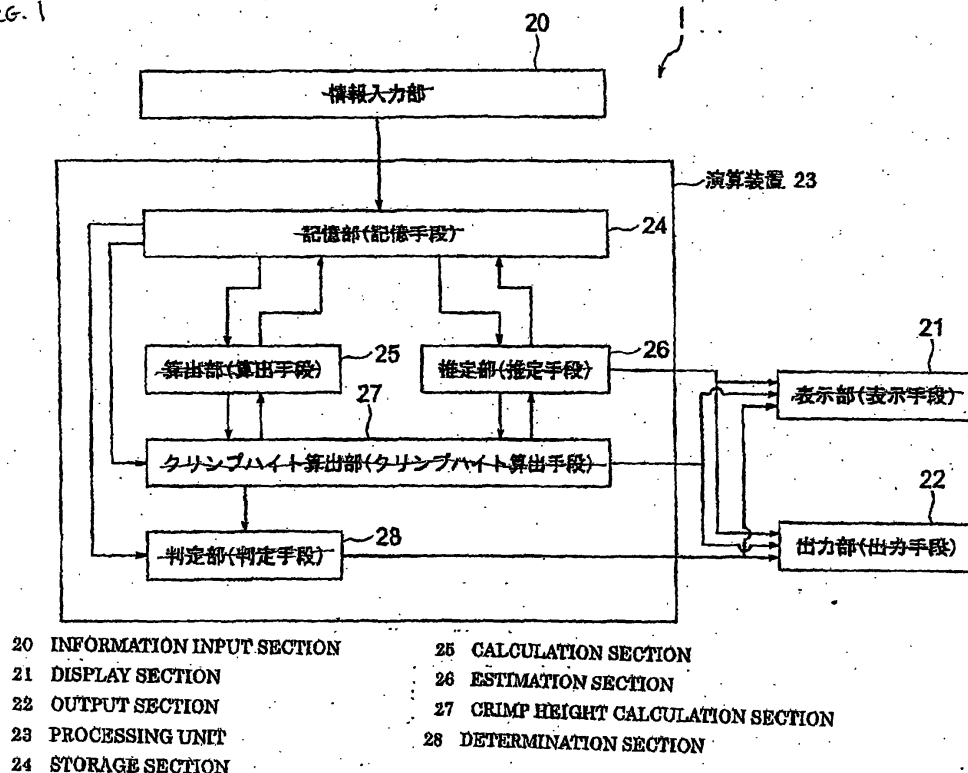 FIG. 1
1
20
情報入力部
演算装置 23
記憶部(記憶手段)
24
算出部(算出手段)
25
推定部(推定手段)
26
27
クリンプハイト算出部(クリンプハイト算出手段)
判定部(判定手段)
28
21
表示部(表示手段)
22
出力部(出力手段)
20 INFORMATION INPUT SECTION
21 DISPLAY SECTION
22 OUTPUT SECTION
23 PROCESSING UNIT
24 STORAGE SECTION
25 CALCULATION SECTION
26 ESTIMATION SECTION
27 CRIMP HEIGHT CALCULATION SECTION
28 DETERMINATION SECTION